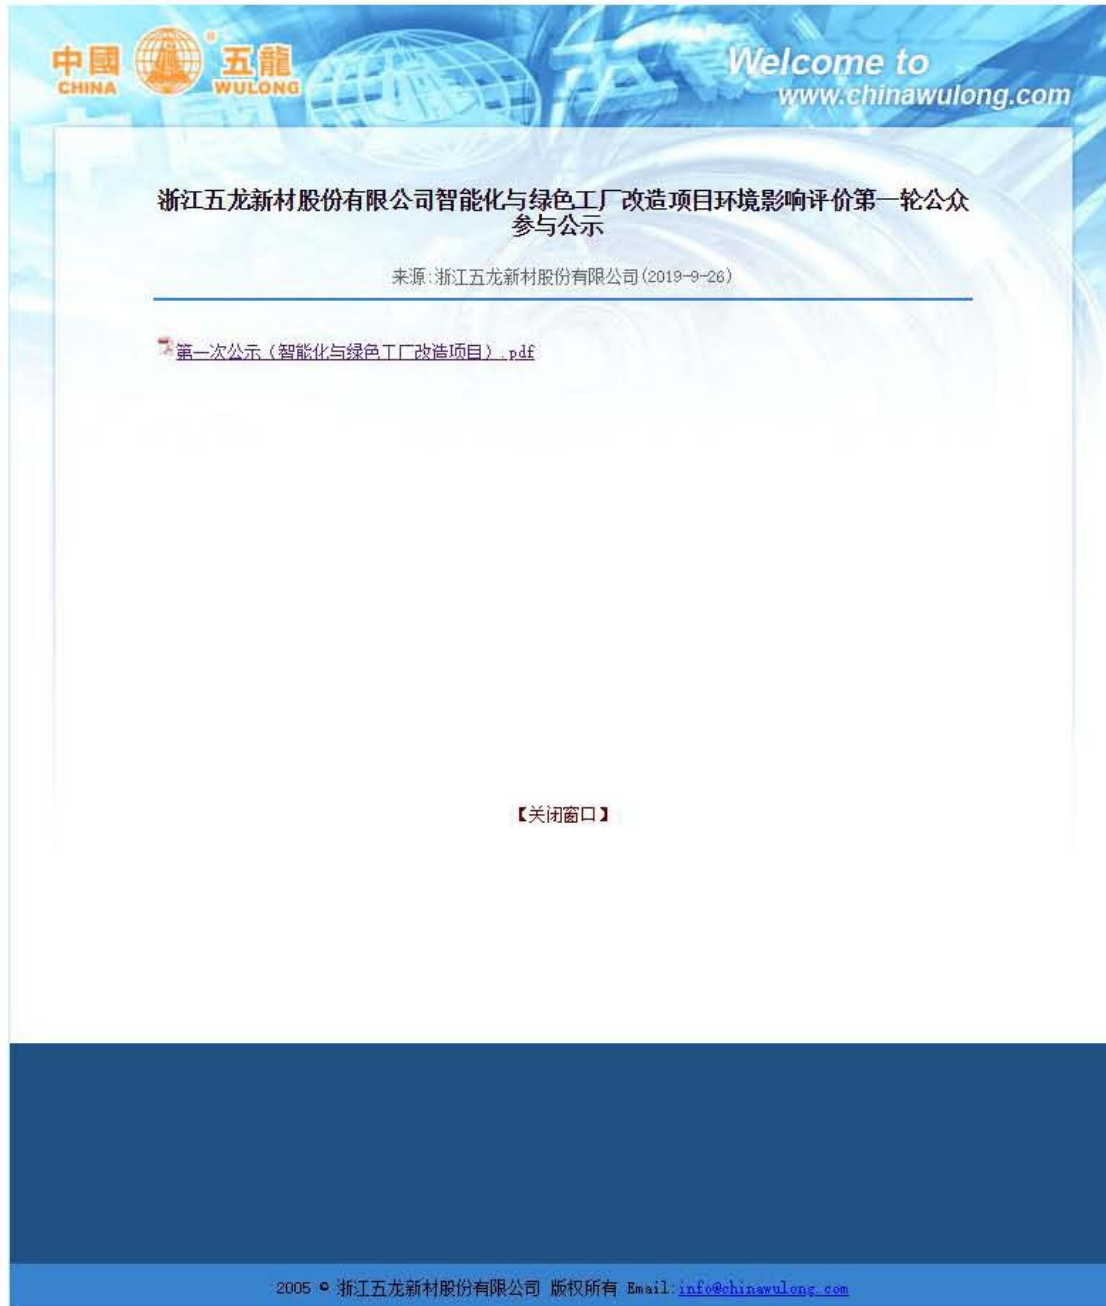 中國 五龍
CHINA WULONG
Welcome to
www.chinawulong.com
浙江五龙新材股份有限公司智能化与绿色工厂改造项目环境影响评价第一轮公众
参与公示
来源:浙江五龙新材股份有限公司(2019-9-26)
第一次公示（智能化与绿色工厂改造项目）.pdf
【关闭窗口】
2005 © 浙江五龙新材股份有限公司 版权所有 Email:info@chinawulong.com